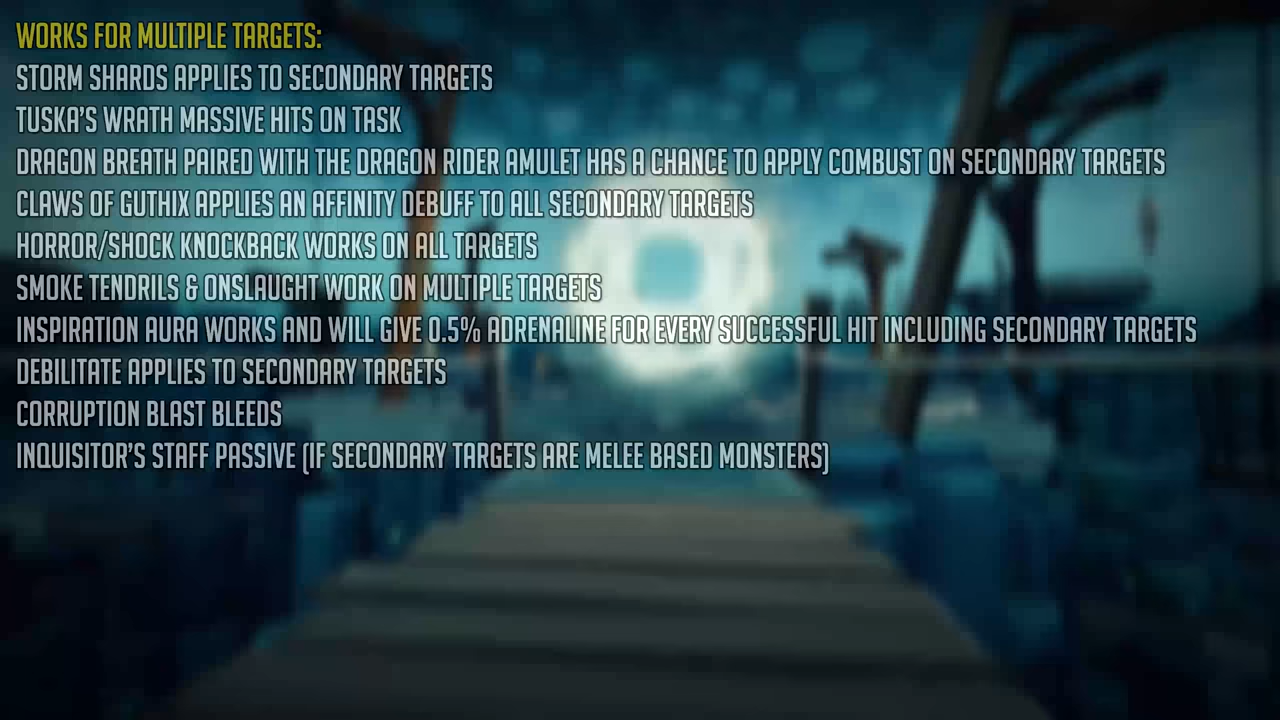 WORKS FOR MULTIPLE TARGETS:
STORM SHARDS APPLIES TO SECONDARY TARGETS
TUSKA'S WRATH MASSIVE HITS ON TASK
DRAGON BREATH PAIRED WITH THE DRAGON RIDER AMULET HAS A CHANCE TO APPLY COMBUST ON SECONDARY TARGETS
CLAWS OF GUTHIX APPLIES AN AFFINITY DEBUFF TO ALL SECONDARY TARGETS
HORROR/SHOCK KNOCKBACK WORKS ON ALL TARGETS
SMOKE TENDRILS & ONSLAUGHT WORK ON MULTIPLE TARGETS
INSPIRATION AURA WORKS AND WILL GIVE 0.5% ADRENALINE FOR EVERY SUCCESSFUL HIT INCLUDING SECONDARY TARGETS
DEBILITATE APPLIES TO SECONDARY TARGETS
CORRUPTION BLAST BLEEDS
INQUISITOR'S STAFF PASSIVE (IF SECONDARY TARGETS ARE MELEE BASED MONSTERS)